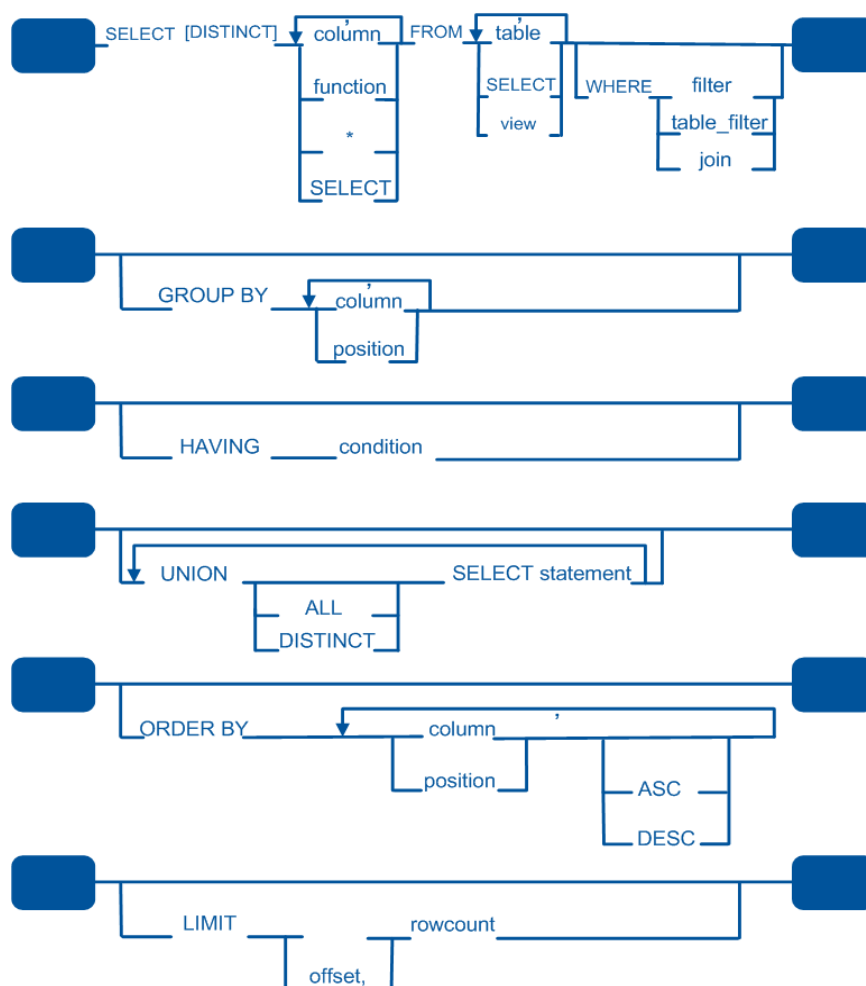 SELECT [DISTINCT] column , FROM table ,
function SELECT WHERE filter
* view table_filter
SELECT join
GROUP BY column ,
position
HAVING condition
UNION SELECT statement
ALL
DISTINCT
ORDER BY column ,
position ASC
DESC
LIMIT rowcount
offset,